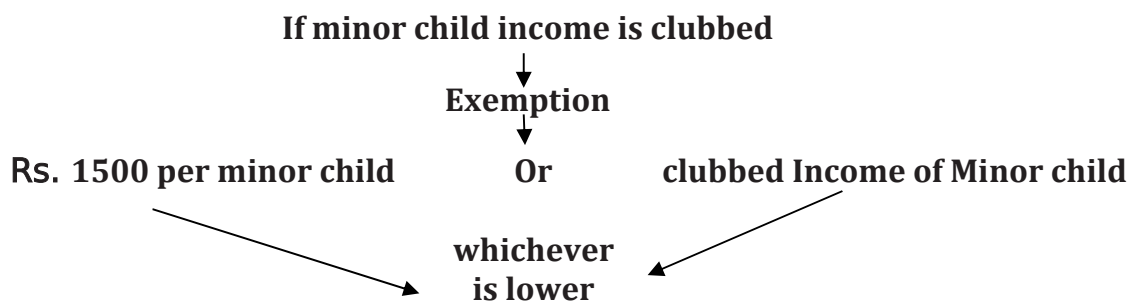 If minor child income is clubbed
Exemption
Rs. 1500 per minor child Or clubbed Income of Minor child
whichever
is lower